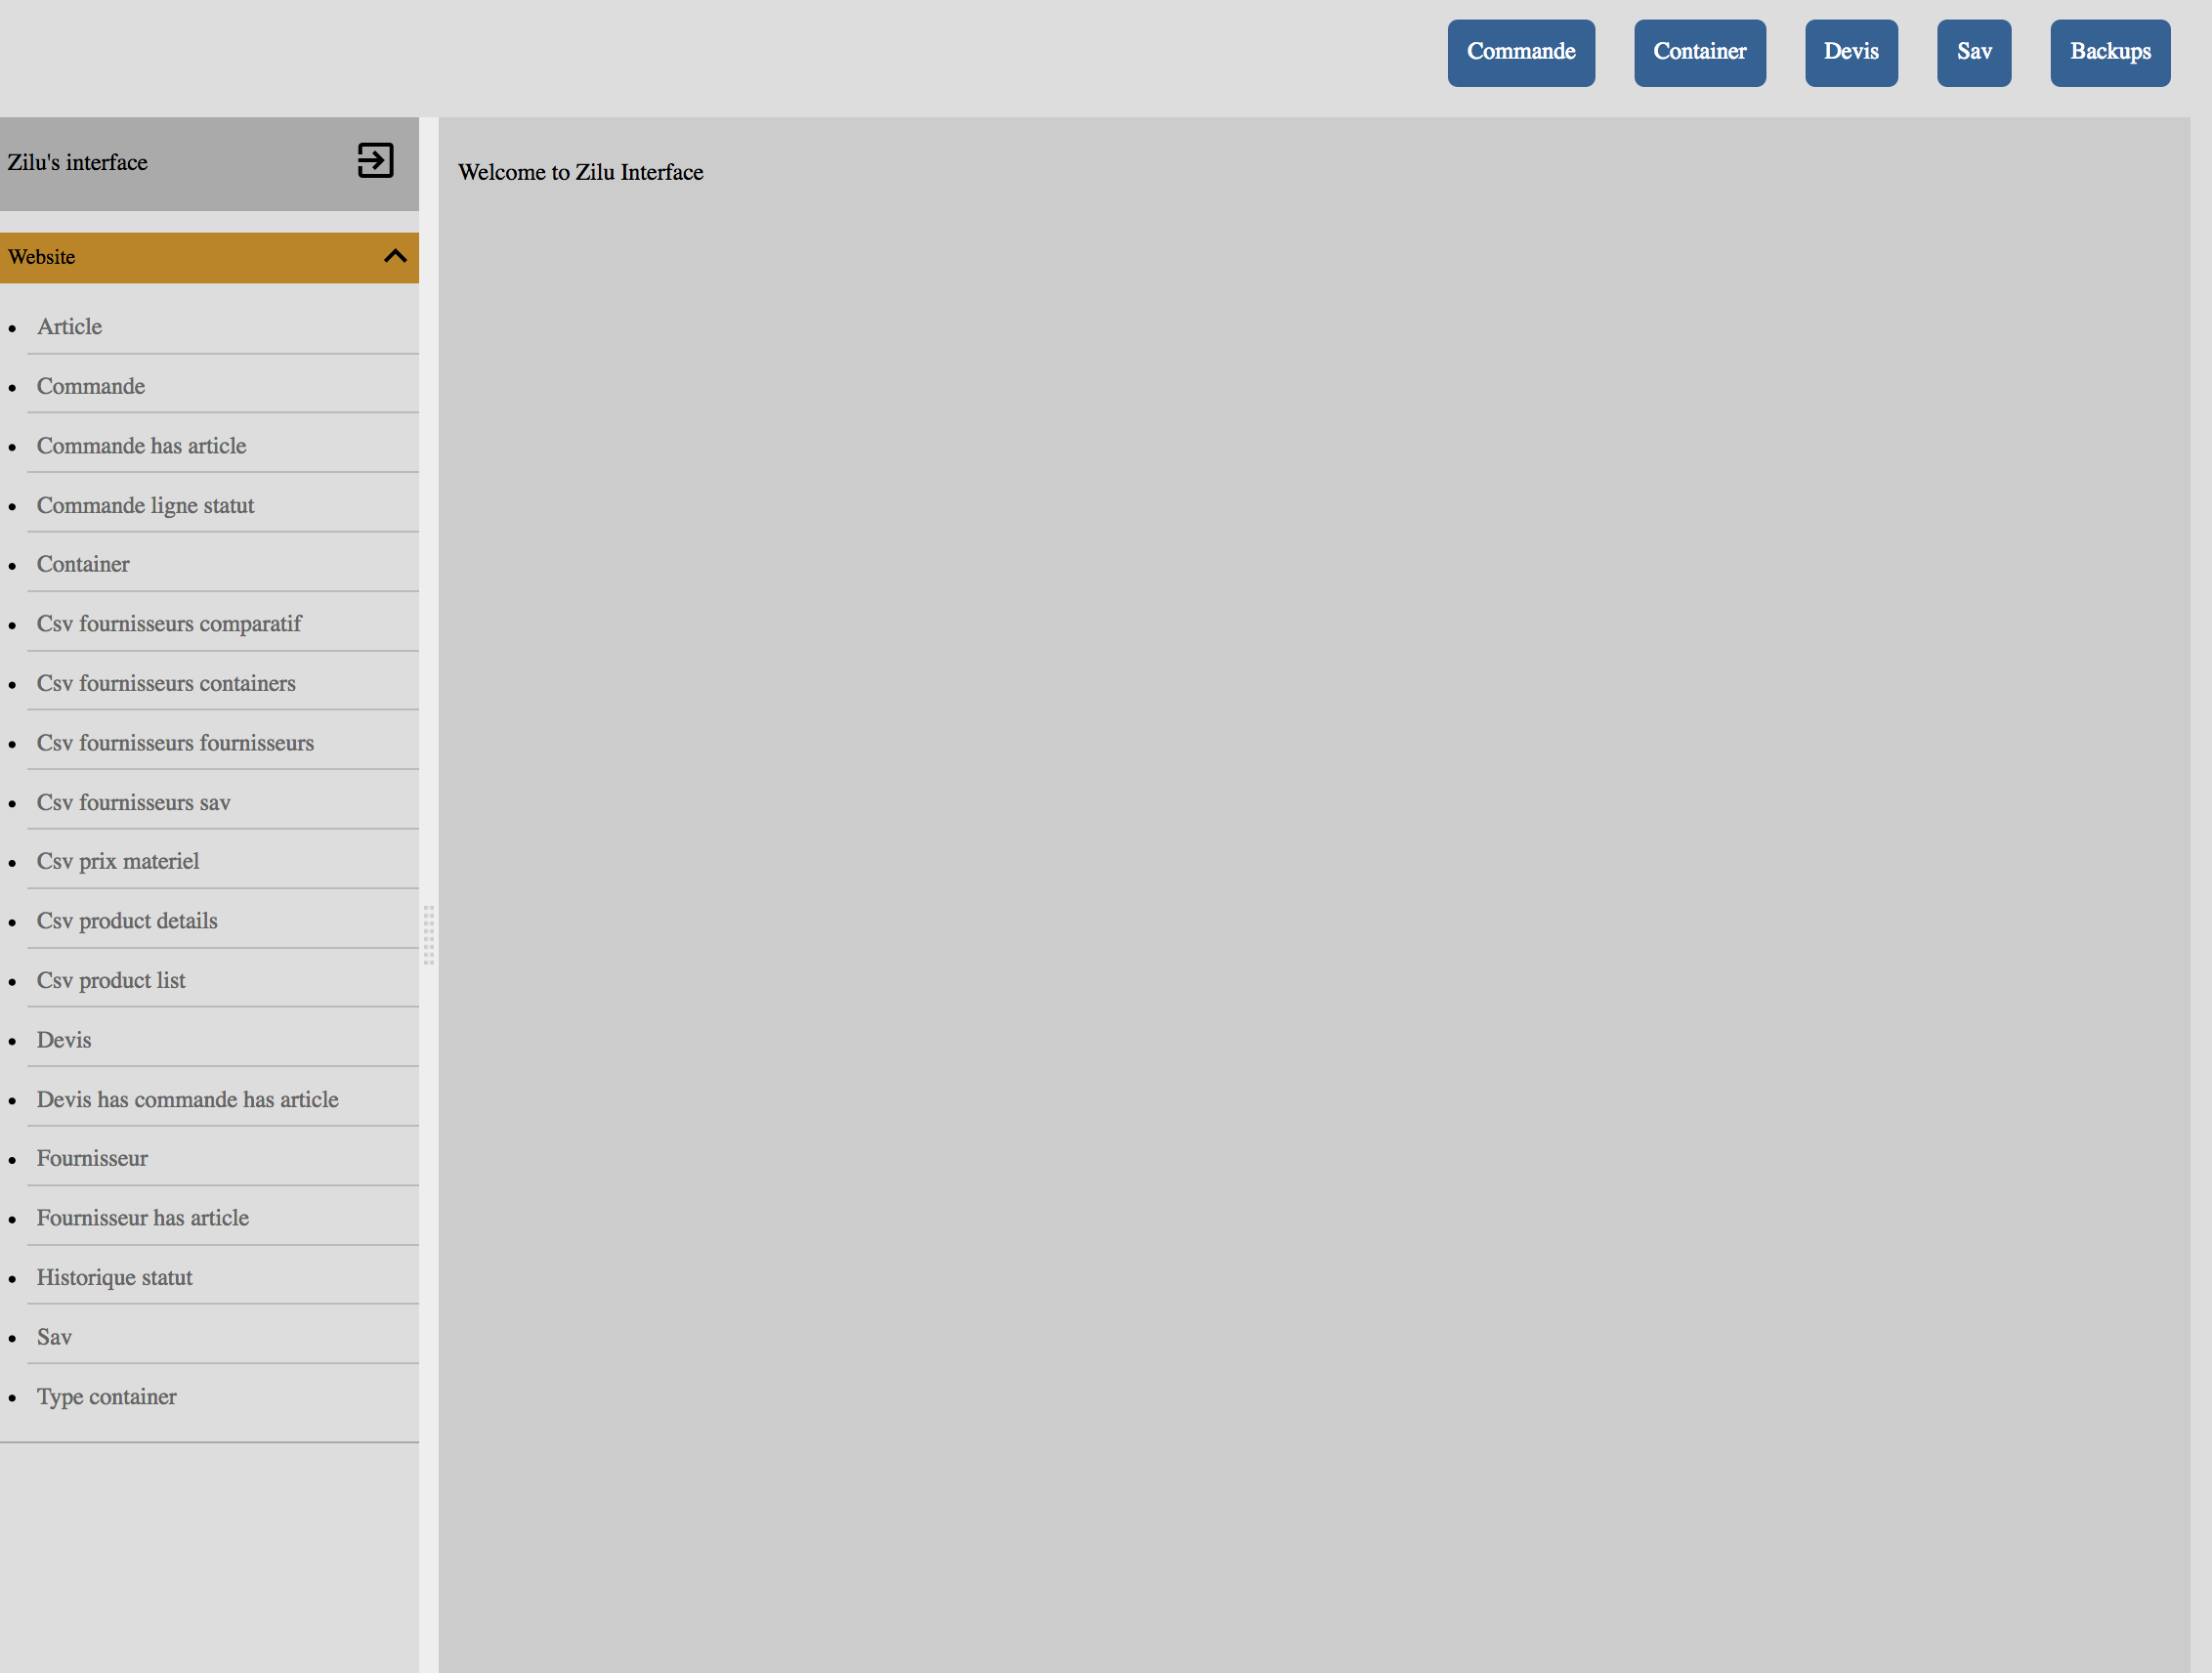 Commande Container Devis Sav Backups
Zilu's interface
Welcome to Zilu Interface
Website
Article
Commande
Commande has article
Commande ligne statut
Container
Csv fournisseurs comparatif
Csv fournisseurs containers
Csv fournisseurs fournisseurs
Csv fournisseurs sav
Csv prix materiel
Csv product details
Csv product list
Devis
Devis has commande has article
Fournisseur
Fournisseur has article
Historique statut
Sav
Type container